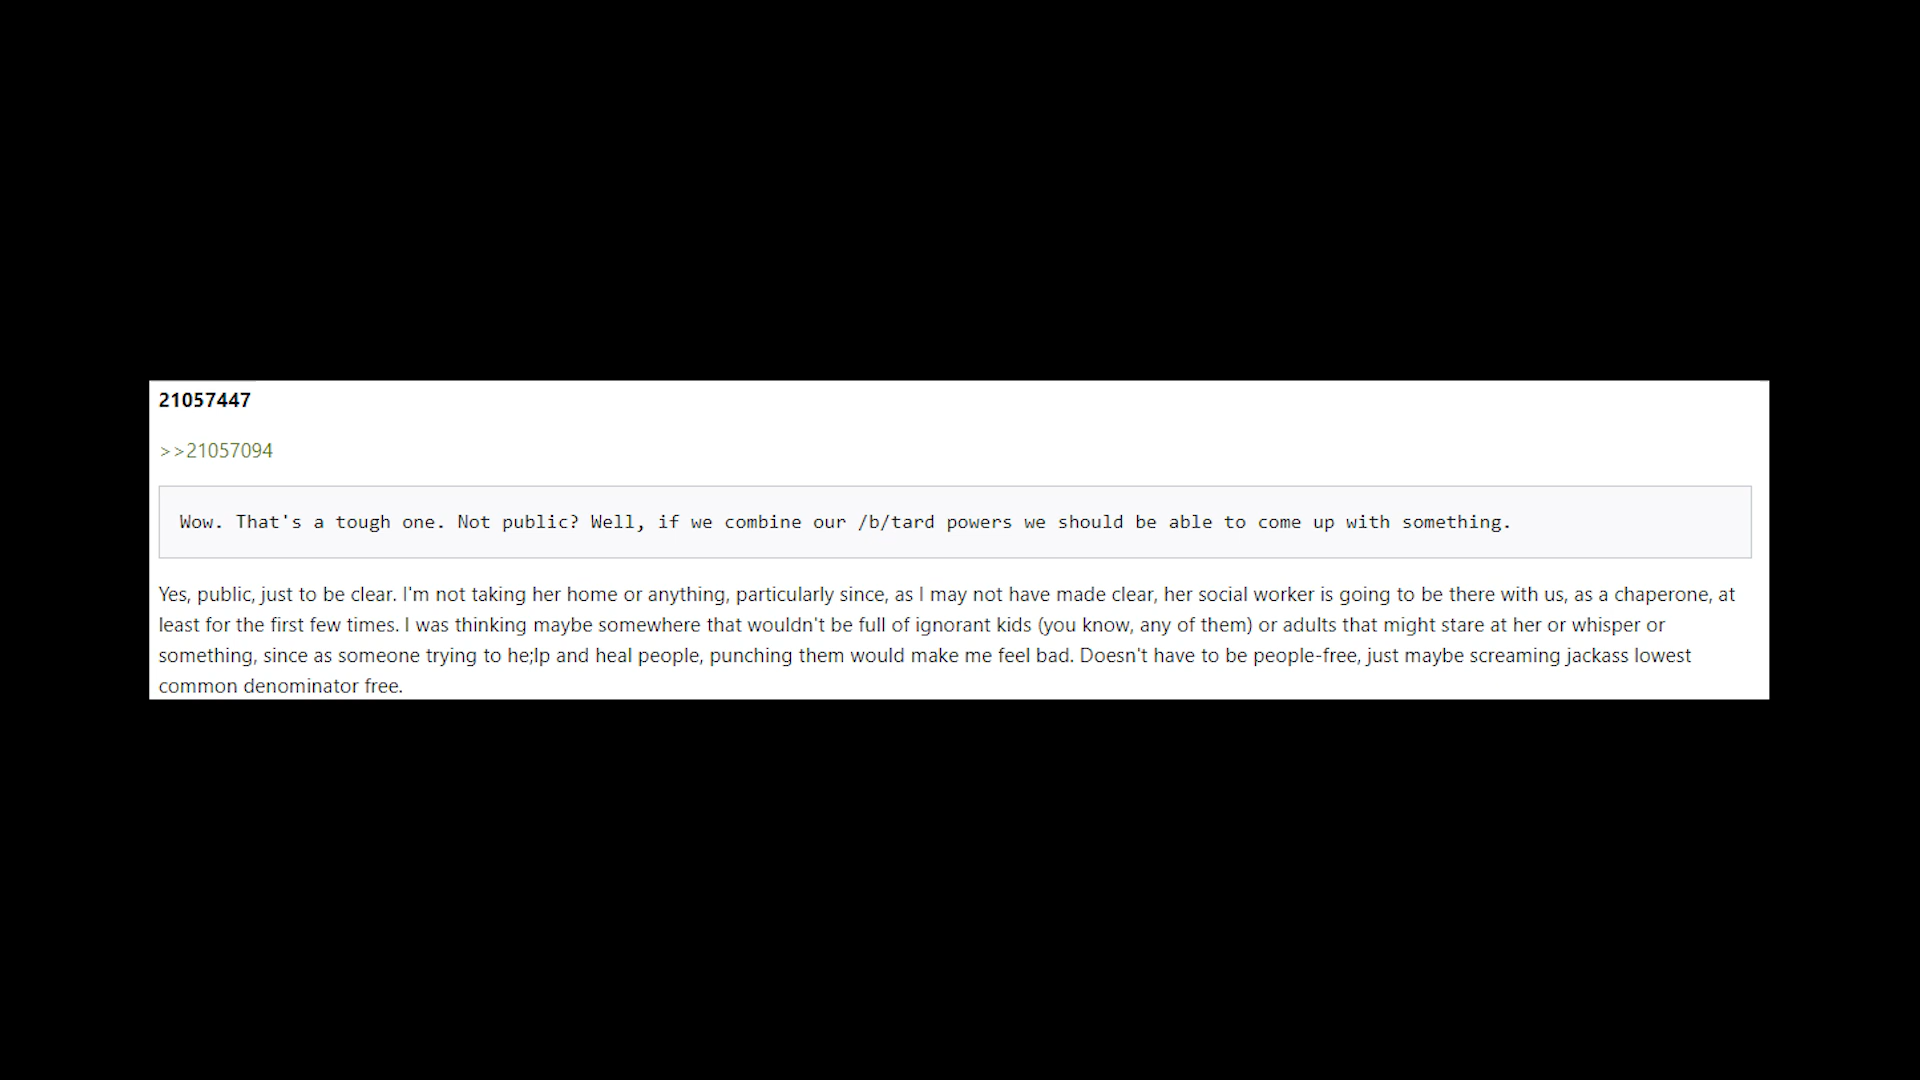 21057447
>>21057094
Wow. That's a tough one. Not public? Well, if we combine our /b/tard powers we should be able to come up with something.
Yes, public, just to be clear. I'm not taking her home or anything, particularly since, as I may not have made clear, her social worker is going to be there with us, as a chaperone, at
least for the first few times. I was thinking maybe somewhere that wouldn't be full of ignorant kids (you know, any of them) or adults that might stare at her or whisper or
something, since as someone trying to he;lp and heal people, punching them would make me feel bad. Doesn't have to be people-free, just maybe screaming jackass lowest
common denominator free.